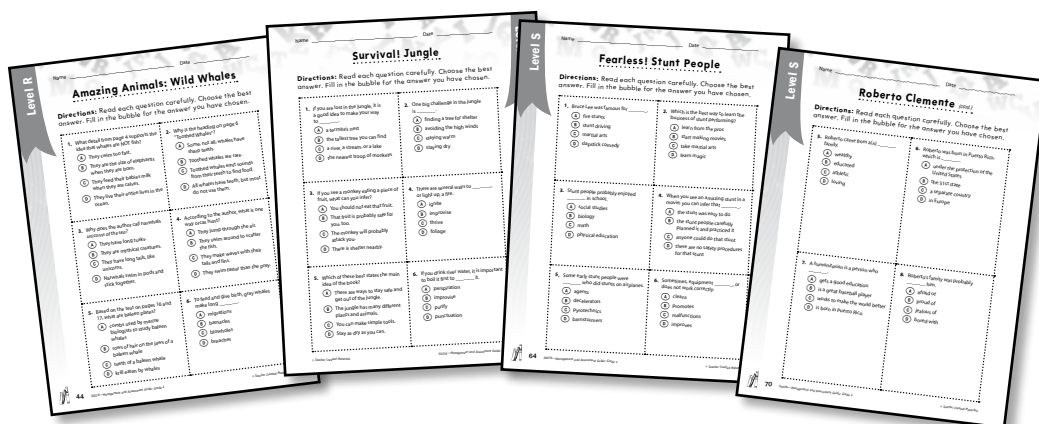 Level R
Name
Date
Amazing Animals: Wild Whales
Directions: Read each question carefully. Choose the best
answer. Fill in the bubble for the answer you have chosen.
1. What detail from page 4 supports the
idea that whales are NOT fish?
A They swim too fast.
B They are the size of elephants
when they are born.
C They feed their babies milk
when they are calves.
D They live their entire lives in the
ocean.
2. Why is the heading on page 6
"Toothed Whales"?
A Some not all, whales have
sharp teeth.
B Toothed whales are rare.
C Toothed whales emit sounds
from their teeth to find food.
D All whales have teeth, but most
do not use them.
3. Why does the author call narwhals
unicorns of the sea?
A They have long tusks.
B They are mythical creatures.
C They have long tails, like
unicorns.
D Narwhals swim in pods and
stick together.
4. According to the author, what is one
way orcas hunt?
A They jump through the air.
B They swim around to scatter
the fish.
C They make waves with their
tails and fins.
D They swim faster than the gray
5. Based on the text on pages 16 and
17, what are baleen plates?
A combs used by marine
biologists to study baleen
whales
B rows of hair on the jaws of a
baleen whale
C teeth of a baleen whale
D krill eaten by whales
6. To feed and give birth, gray whales
make long
A migrations
B barnacles
C blowholes
D breaches
44
Name
Date
Survival! Jungle
Directions: Read each question carefully. Choose the best
answer. Fill in the bubble for the answer you have chosen.
1. If you are lost in the jungle, it is
a good idea to make your way
to
A a termite's nest
B the tallest tree you can find
C a river, a stream, or a lake
D the nearest troop of monkeys
2. One big challenge in the jungle
is
A finding a tree for shelter
B avoiding the high winds
C staying warm
D staying dry
3. If you see a monkey eating a piece of
fruit, what can you infer?
A You should not eat that fruit.
B That fruit is probably safe for
you, too.
C The monkey will probably
attack you.
D There is shelter nearby.
4. There are several ways to
or light up, a fire.
A ignite
B improvise
C thrive
D foliage
5. Which of these best states the main
idea of the book?
A There are ways to stay safe and
get out of the jungle.
B The jungle has many different
plants and animals.
C You can make simple tools.
D Stay as dry as you can.
6. If you drink river water, it is important
to boil it first to it.
A perspiration
B improvise
C purify
D punctuation
Level S
Name
Date
Fearless! Stunt People
Directions: Read each question carefully. Choose the best
answer. Fill in the bubble for the answer you have chosen.
1. Bruce Lee was famous for
A fire stunts
B stunt driving
C martial arts
D slapstick comedy
2. Which is the best way to learn the
business of stunt performing?
A learn from the pros
B start making movies
C take martial arts
D learn magic
3. Stunt people probably enjoyed
in school.
A social studies
B biology
C math
D physical education
4. When you see an amazing stunt in a
movie, you can infer that
A the stunt was easy to do
B the stunt people carefully
planned it and practiced it
C anyone could do that stunt
D there are no safety procedures
for that stunt
5. Some early stunt people were
who did stunts on airplanes.
A agents
B decelerators
C pyrotechnics
D barnstormers
6. Sometimes, equipment , or
does not work correctly.
A climax
B promotes
C malfunctions
D improves
64
Level S
Name
Date
Roberto Clemente (cont.)
Directions: Read each question carefully. Choose the best
answer. Fill in the bubble for the answer you have chosen.
5. Roberto came from a(n)
family.
A wealthy
B educated
C athletic
D loving
6. Roberto was from is Puerto Rico,
which is
A under the protection of the
United States
B the 51st state
C a separate country
D in Europe
7. A humanitarian is a person who
A gets a good education
B is a great baseball player
C works to make the world better
D is born in Puerto Rico
8. Roberto's family was probably
him.
A afraid of
B proud of
C jealous of
D bored with
70